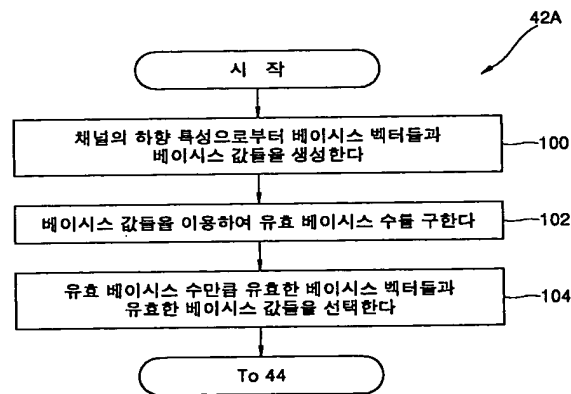 42A
시 작
채널의 하향 특성으로부터 베이시스 벡터들과
베이시스 값들을 생성한다
100
베이시스 값들을 이용하여 유효 베이시스 수를 구한다
102
유효 베이시스 수만큼 유효한 베이시스 벡터들과
유효한 베이시스 값들을 선택한다
104
To 44